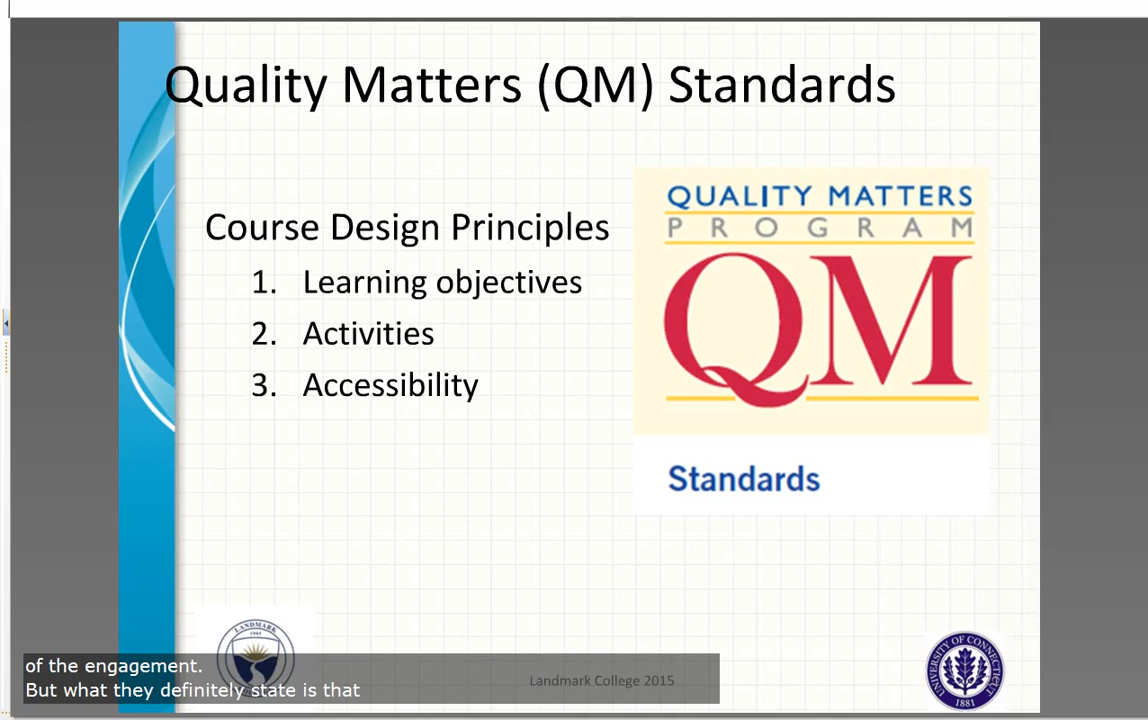 Quality Matters (QM) Standards
Course Design Principles
1. Learning objectives
2. Activities
3. Accessibility
QUALITY MATTERS
PROGRAM
QM
Standards
LANDMARK
of the engagement.
But what they definitely state is that
Landmark College 2015
UNIVERSITY OF CONNECTICUT
1881